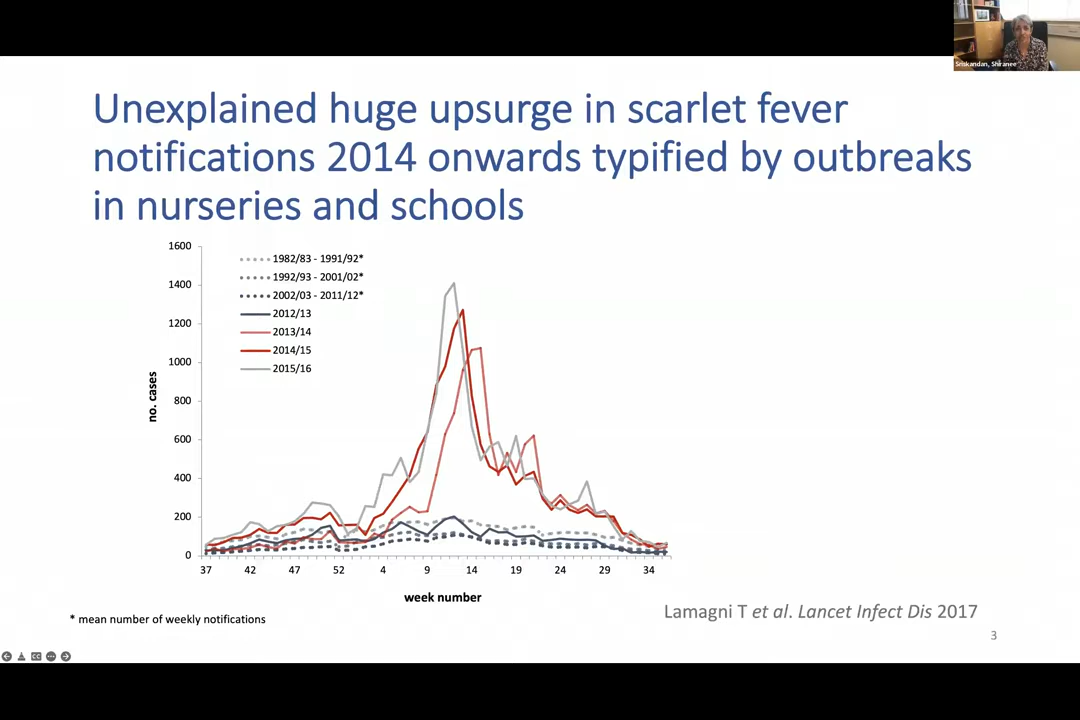 Sriskandan, Shiranee
Unexplained huge upsurge in scarlet fever
notifications 2014 onwards typified by outbreaks
in nurseries and schools
1600
1400
1200
1000
800
600
400
200
0
no. cases
1982/83 - 1991/92*
1992/93 - 2001/02*
2002/03 - 2011/12*
2012/13
2013/14
2014/15
2015/16
37 42 47 52 4 9 14 19 24 29 34
week number
* mean number of weekly notifications
Lamagni T et al. Lancet Infect Dis 2017
3
CC